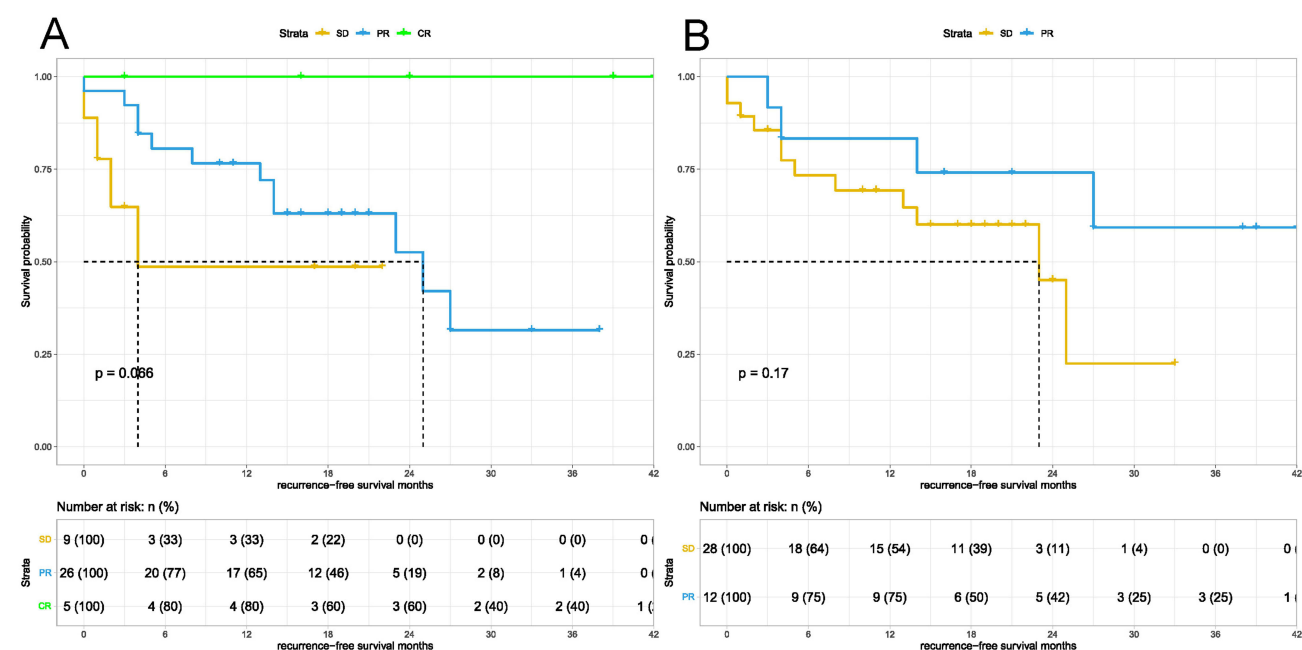 A
Strata SD PR CR
1.00
0.75
0.50
0.25
0.00
Survival probability
p = 0.066
0 6 12 18 24 30 36 42
recurrence-free survival months
Number at risk: n (%)
Strata
SD 9 (100) 3 (33) 3 (33) 2 (22) 0 (0) 0 (0) 0 (0) 0 (
PR 26 (100) 20 (77) 17 (65) 12 (46) 5 (19) 2 (8) 1 (4) 0 (
CR 5 (100) 4 (80) 4 (80) 3 (60) 3 (60) 2 (40) 2 (40) 1 (
0 6 12 18 24 30 36 42
recurrence-free survival months
B
Strata SD PR
1.00
0.75
0.50
0.25
0.00
Survival probability
p = 0.17
0 6 12 18 24 30 36 42
recurrence-free survival months
Number at risk: n (%)
Strata
SD 28 (100) 18 (64) 15 (54) 11 (39) 3 (11) 1 (4) 0 (0) 0 (
PR 12 (100) 9 (75) 9 (75) 6 (50) 5 (42) 3 (25) 3 (25) 1 (
0 6 12 18 24 30 36 42
recurrence-free survival months